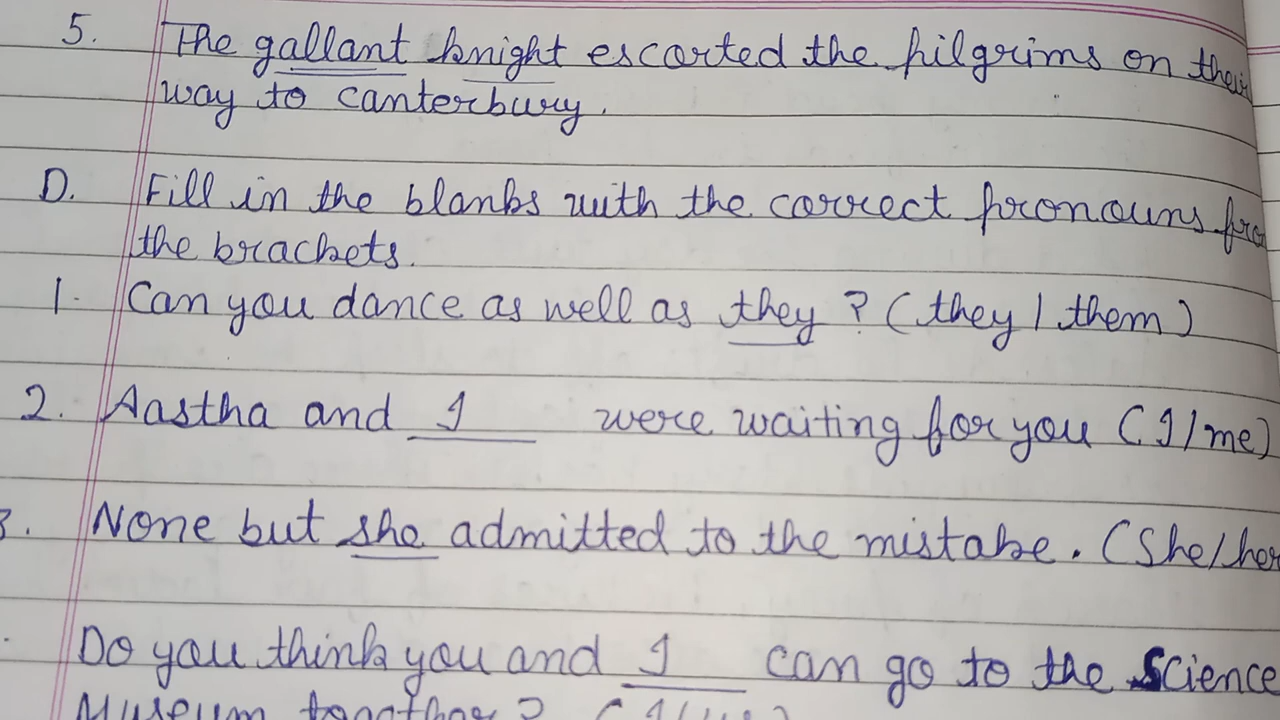 5. The gallant knight escorted the pilgrims on their
way to canterbury.
D. Fill in the blanks with the correct pronouns fro
the brackets.
1. Can you dance as well as they ? ( they / them )
2. Aastha and I were waiting for you ( I / me )
3. None but she admitted to the mistake. ( She / her
Do you think you and I can go to the Science
Museum together ?